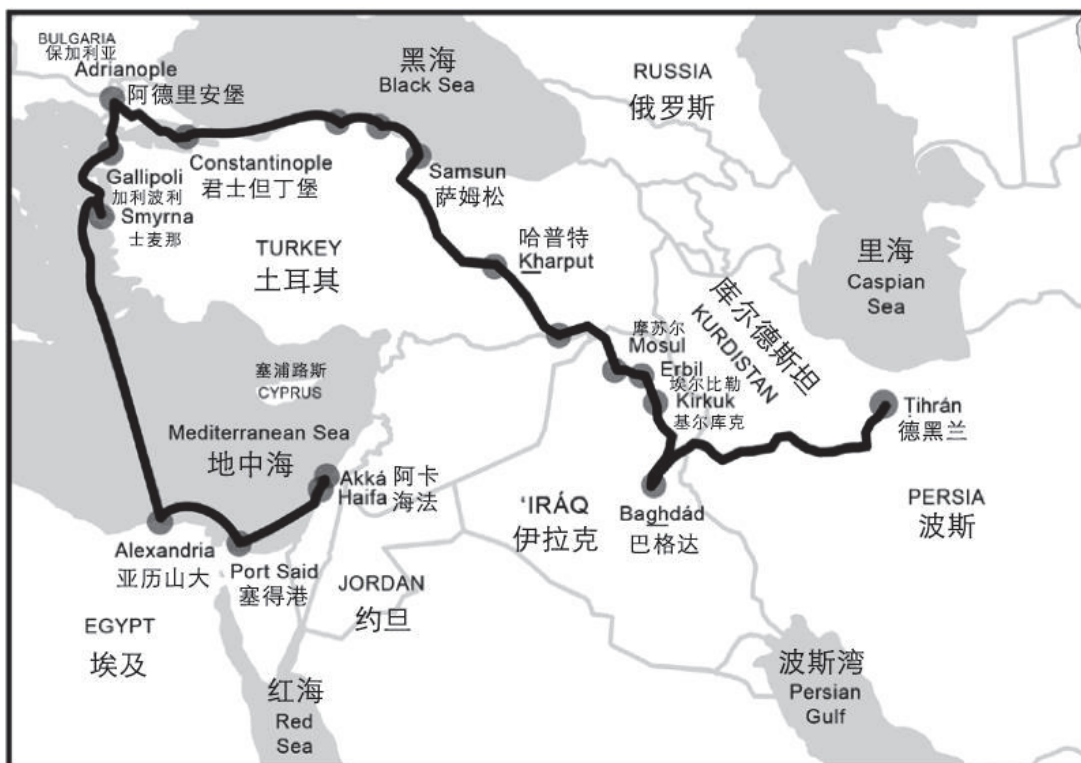 BULGARIA
保加利亚
Adrianople
阿德里安堡
黑海
Black Sea
RUSSIA
俄罗斯
Gallipoli
加利波利
Smyrna
士麦那
Constantinople
君士但丁堡
Samsun
萨姆松
TURKEY
土耳其
哈普特
Kharput
里海
Caspian
Sea
库尔德斯坦
KURDISTAN
摩苏尔
Mosul
Erbil
埃尔比勒
Kirkuk
基尔库克
Ṭihrán
德黑兰
塞浦路斯
CYPRUS
Mediterranean Sea
地中海
Akká 阿卡
Haifa 海法
'IRÁQ
伊拉克
Baghdád
巴格达
PERSIA
波斯
Alexandria
亚历山大
Port Said
塞得港
JORDAN
约旦
EGYPT
埃及
红海
Red
Sea
波斯湾
Persian
Gulf